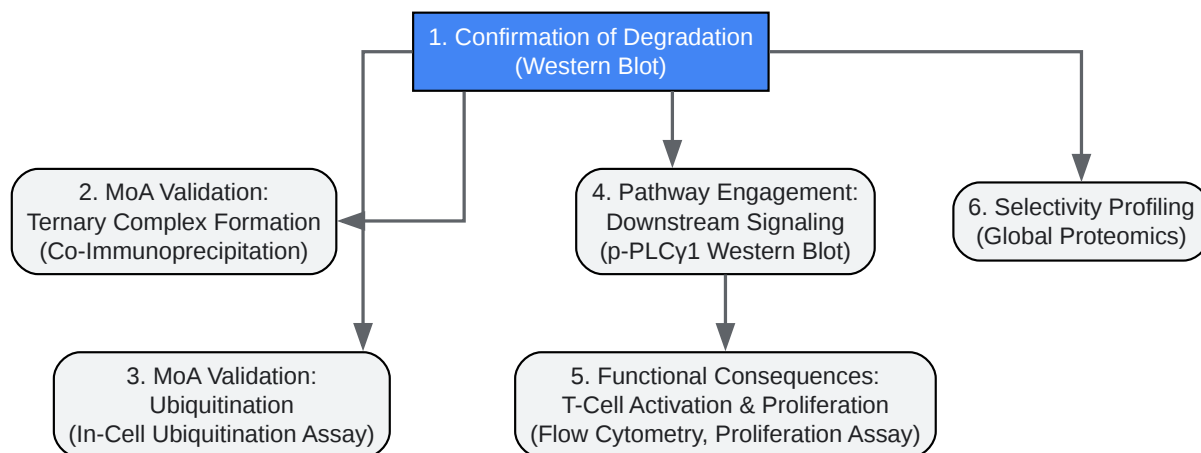 1. Confirmation of Degradation
(Western Blot)
2. MoA Validation:
Ternary Complex Formation
(Co-Immunoprecipitation)
4. Pathway Engagement:
Downstream Signaling
(p-PLCγ1 Western Blot)
6. Selectivity Profiling
(Global Proteomics)
3. MoA Validation:
Ubiquitination
(In-Cell Ubiquitination Assay)
5. Functional Consequences:
T-Cell Activation & Proliferation
(Flow Cytometry, Proliferation Assay)